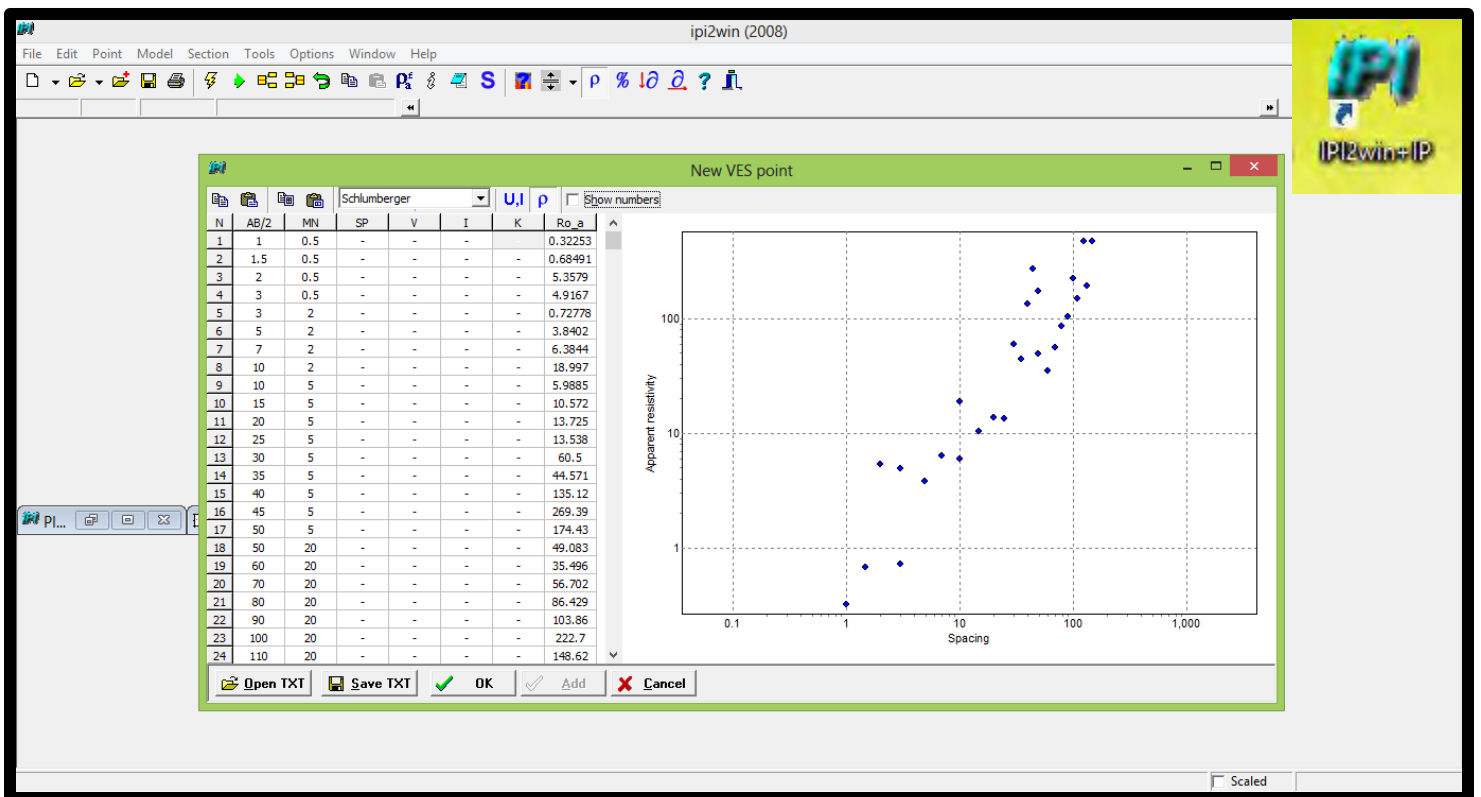 ipi2win (2008)
File Edit Point Model Section Tools Options Window Help
S ρ % ?
IPI
IPI2win+IP
New VES point
Schlumberger U,I ρ Show numbers
N AB/2 MN SP V I K Ro_a
1 1 0.5 - - - 0.32253
2 1.5 0.5 - - - - 0.68491
3 2 0.5 - - - - 5.3579
4 3 0.5 - - - - 4.9167
5 3 2 - - - - 0.72778
6 5 2 - - - - 3.8402
7 7 2 - - - - 6.3844
8 10 2 - - - - 18.997
9 10 5 - - - - 5.9885
10 15 5 - - - - 10.572
11 20 5 - - - - 13.725
12 25 5 - - - - 13.538
13 30 5 - - - - 60.5
14 35 5 - - - - 44.571
15 40 5 - - - - 135.12
16 45 5 - - - - 269.39
17 50 5 - - - - 174.43
18 50 20 - - - - 49.083
19 60 20 - - - - 35.496
20 70 20 - - - - 56.702
21 80 20 - - - - 86.429
22 90 20 - - - - 103.86
23 100 20 - - - - 222.7
24 110 20 - - - - 148.62
100
10
1
Apparent resistivity
0.1 1 10 100 1,000
Spacing
PI...
Open TXT Save TXT OK Add Cancel
Scaled